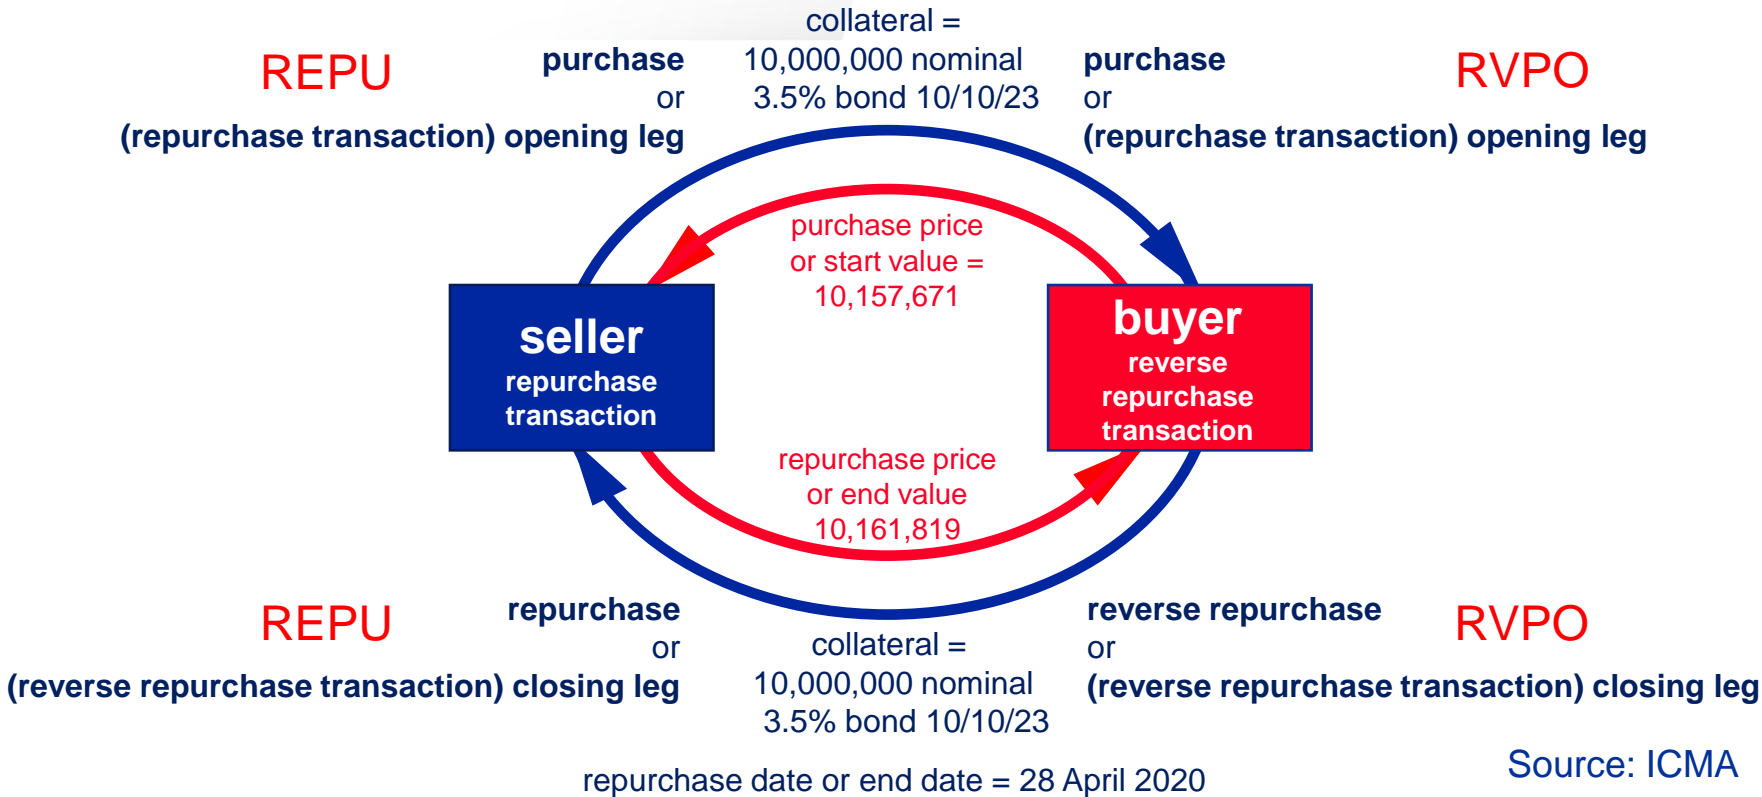 REPU
purchase
or
(repurchase transaction) opening leg
collateral =
10,000,000 nominal
3.5% bond 10/10/23
purchase
or
(repurchase transaction) opening leg
RVPO
purchase price
or start value =
10,157,671
seller
repurchase
transaction
buyer
reverse
repurchase
transaction
repurchase price
or end value
10,161,819
REPU
repurchase
or
(reverse repurchase transaction) closing leg
collateral =
10,000,000 nominal
3.5% bond 10/10/23
reverse repurchase
or
(reverse repurchase transaction) closing leg
RVPO
repurchase date or end date = 28 April 2020
Source: ICMA